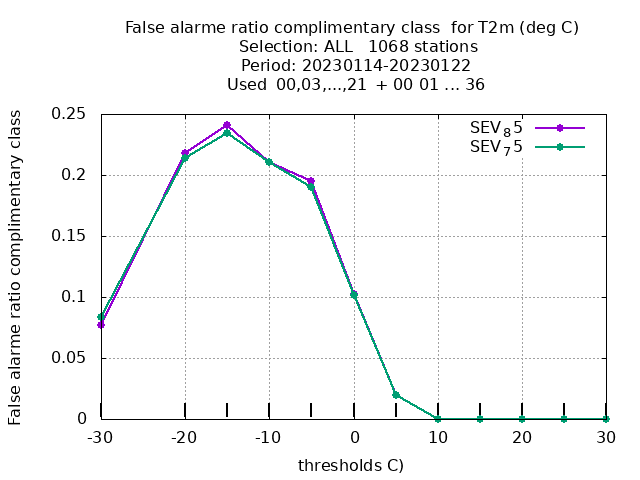 False alarme ratio complimentary class for T2m (deg C)
Selection: ALL 1068 stations
Period: 20230114-20230122
Used 00,03,...,21 + 00 01 ... 36
False alarme ratio complimentary class
0.25
0.2
0.15
0.1
0.05
0
SEV₈5
SEV₇5
-30 -20 -10 0 10 20 30
thresholds C)